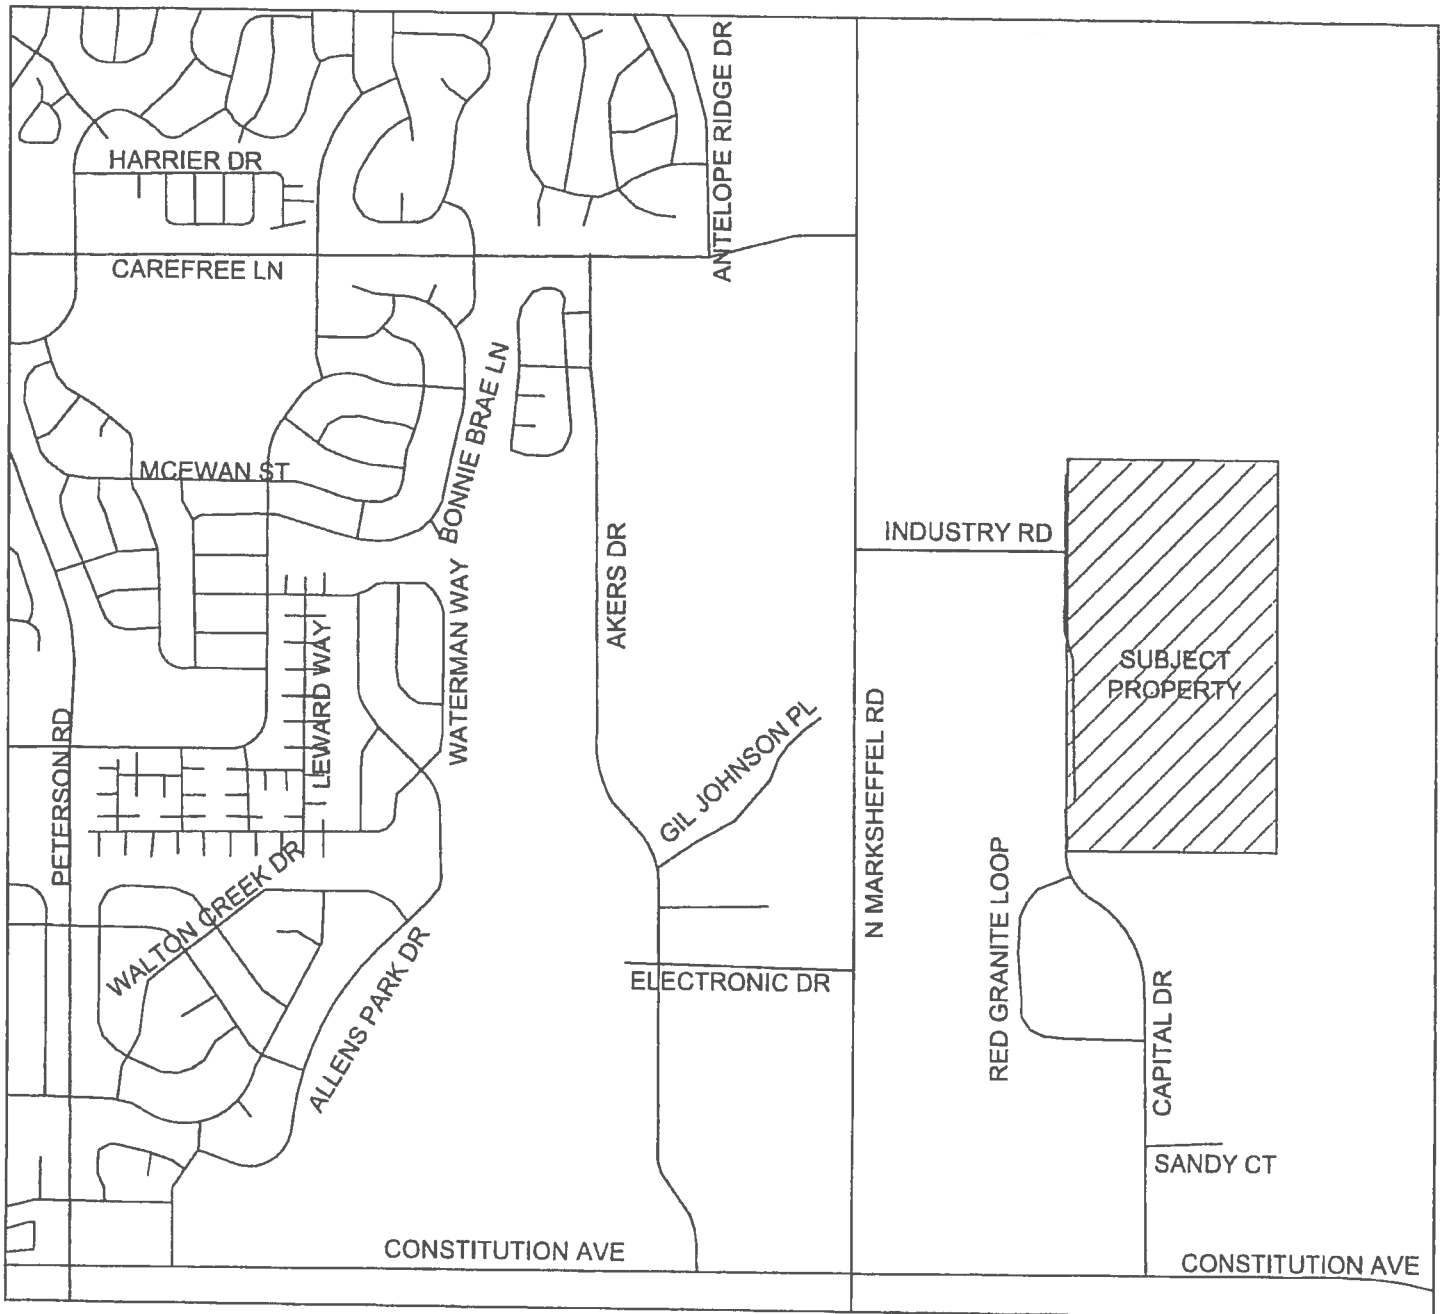 ANTELOPE RIDGE DR
HARRIER DR
CAREFREE LN
BONNIE BRAE LN
MCEWAN ST
INDUSTRY RD
AKERS DR
WATERMAN WAY
LEWARD WAY
SUBJECT
PROPERTY
PETERSON RD
GIL JOHNSON PL
N MARKSHEFFEL RD
WALTON CREEK DR
RED GRANITE LOOP
ALLENS PARK DR
ELECTRONIC DR
CAPITAL DR
SANDY CT
CONSTITUTION AVE
CONSTITUTION AVE